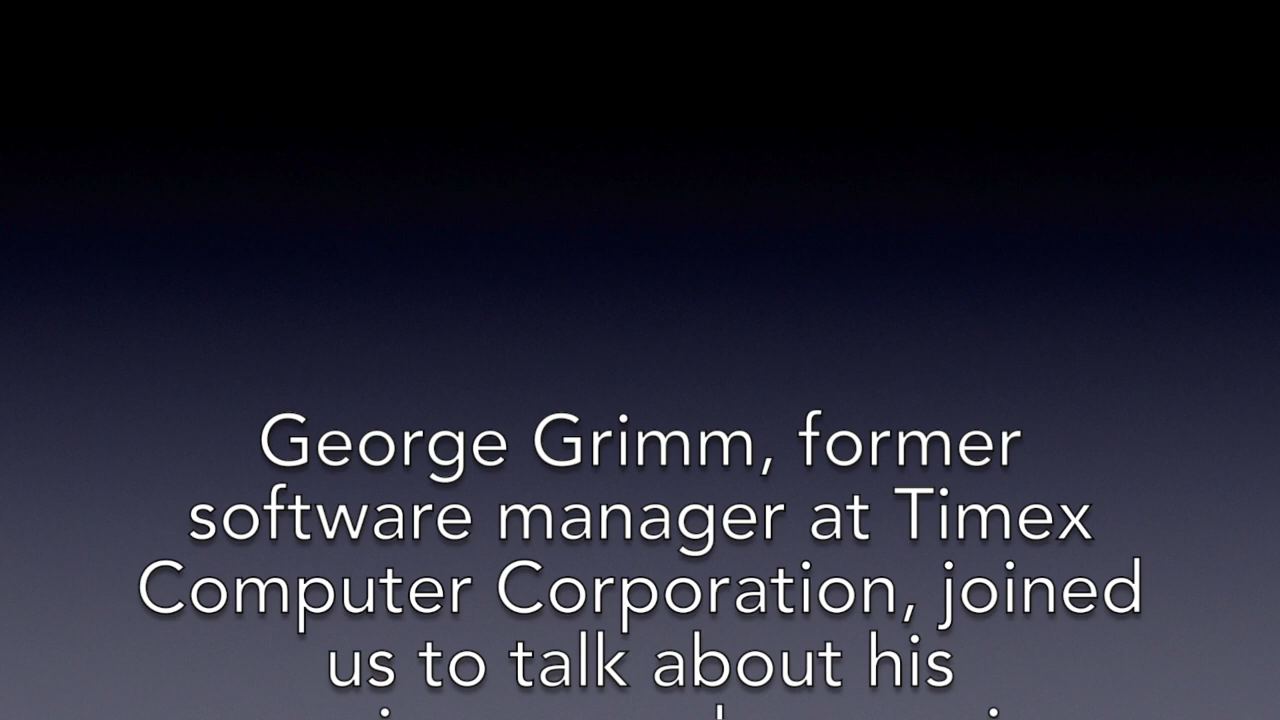 George Grimm, former
software manager at Timex
Computer Corporation, joined
us to talk about his